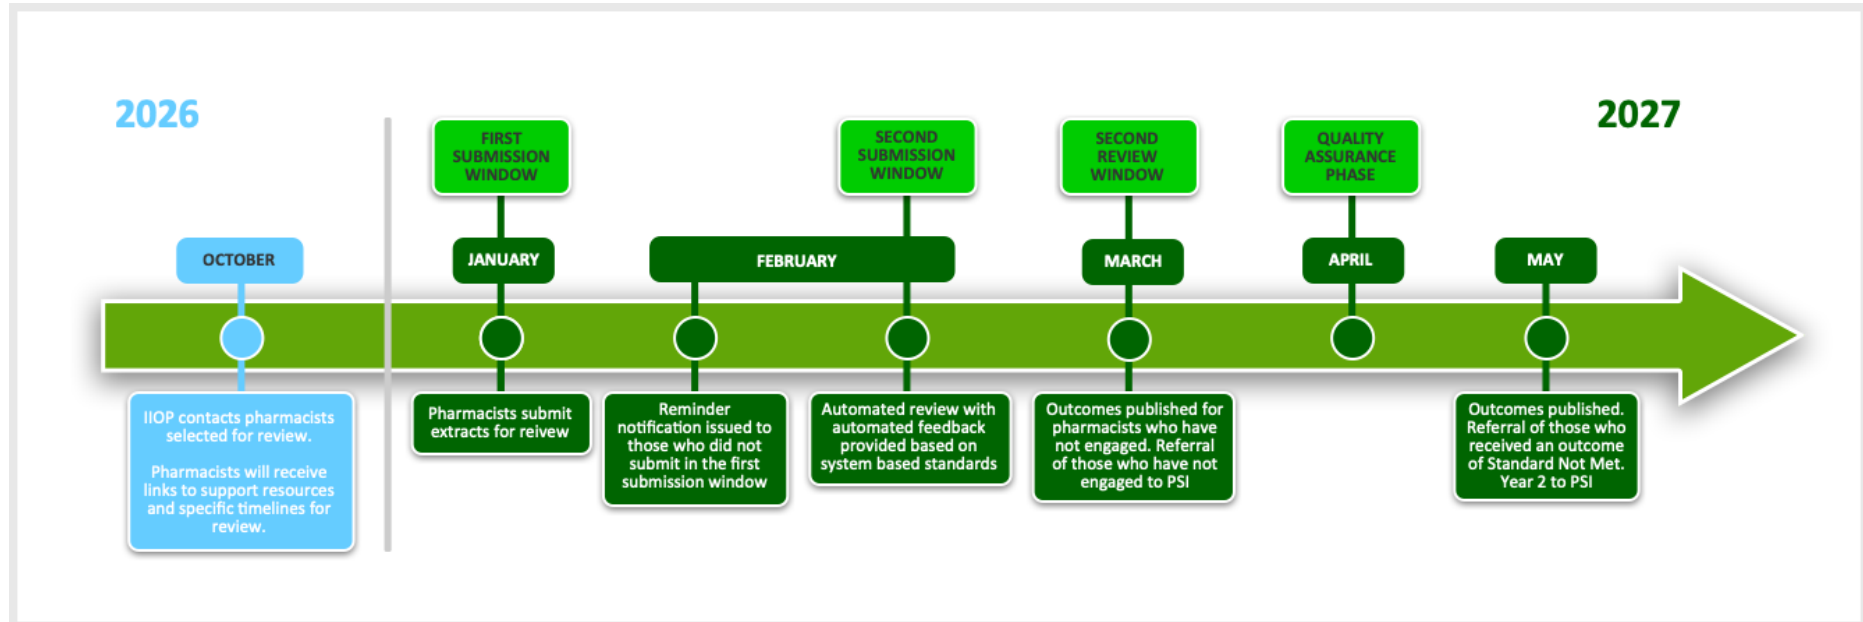 2026
2027
FIRST
SUBMISSION
WINDOW
SECOND
SUBMISSION
WINDOW
SECOND
REVIEW
WINDOW
QUALITY
ASSURANCE
PHASE
OCTOBER
JANUARY
FEBRUARY
MARCH
APRIL
MAY
IIOP contacts pharmacists
selected for review.
Pharmacists will receive
links to support resources
and specific timelines for
review.
Pharmacists submit
extracts for reivew
Reminder
notification issued to
those who did not
submit in the first
submission window
Automated review with
automated feedback
provided based on
system based standards
Outcomes published for
pharmacists who have
not engaged. Referral
of those who have not
engaged to PSI
Outcomes published.
Referral of those who
received an outcome
of Standard Not Met.
Year 2 to PSI